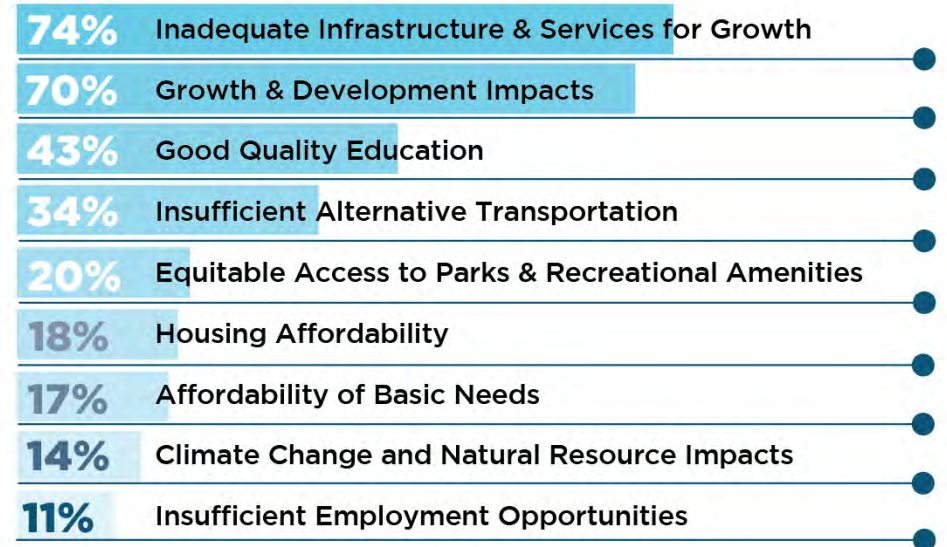 74% Inadequate Infrastructure & Services for Growth
70% Growth & Development Impacts
43% Good Quality Education
34% Insufficient Alternative Transportation
20% Equitable Access to Parks & Recreational Amenities
18% Housing Affordability
17% Affordability of Basic Needs
14% Climate Change and Natural Resource Impacts
11% Insufficient Employment Opportunities